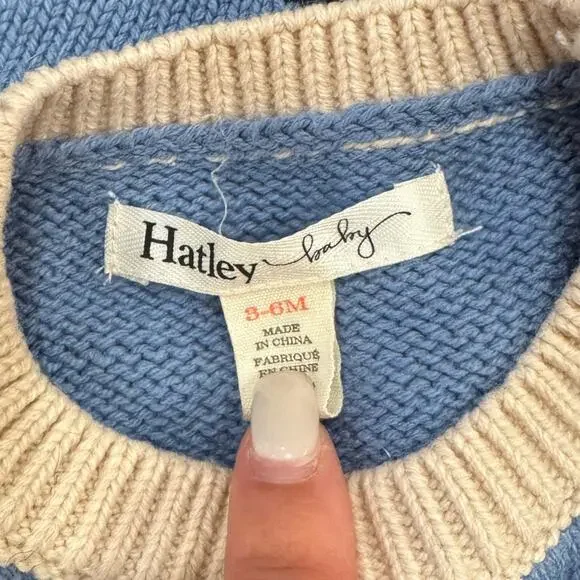 Hatley baby
3-6M
MADE
IN CHINA
FABRIQUÉ
EN CHINE